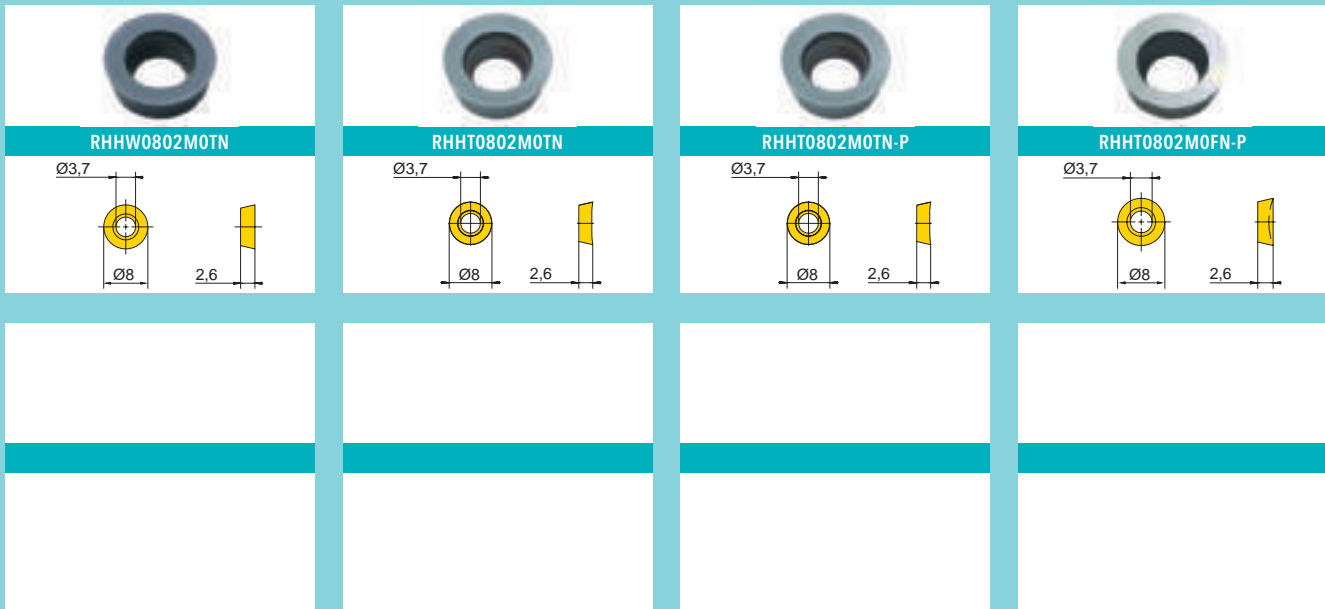 RHHW0802M0TN
Ø3,7
Ø8
2,6
RHHT0802M0TN
Ø3,7
Ø8
2,6
RHHT0802M0TN-P
Ø3,7
Ø8
2,6
RHHT0802M0FN-P
Ø3,7
Ø8
2,6